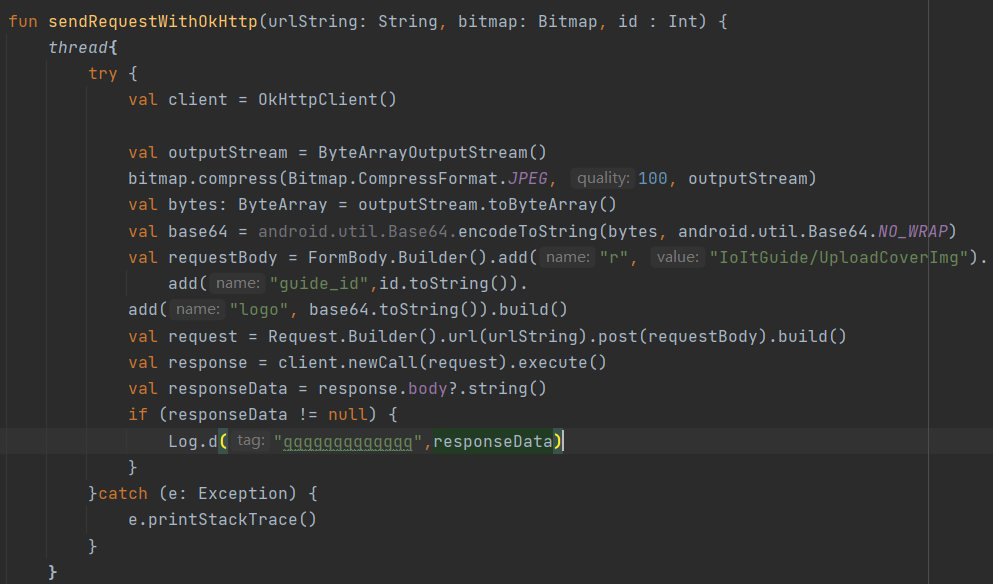 fun sendRequestWithOkHttp(urlString: String, bitmap: Bitmap, id : Int) {
thread{
try {
val client = OkHttpClient()
val outputStream = ByteArrayOutputStream()
bitmap.compress(Bitmap.CompressFormat.JPEG, quality: 100, outputStream)
val bytes: ByteArray = outputStream.toByteArray()
val base64 = android.util.Base64.encodeToString(bytes, android.util.Base64.NO_WRAP)
val requestBody = FormBody.Builder().add( name: "r", value: "IoItGuide/UploadCoverImg").
add( name: "guide_id",id.toString()).
add( name: "logo", base64.toString()).build()
val request = Request.Builder().url(urlString).post(requestBody).build()
val response = client.newCall(request).execute()
val responseData = response.body?.string()
if (responseData != null) {
Log.d( tag: "qqqqqqqqqqqqq",responseData)
}
}catch (e: Exception) {
e.printStackTrace()
}
}